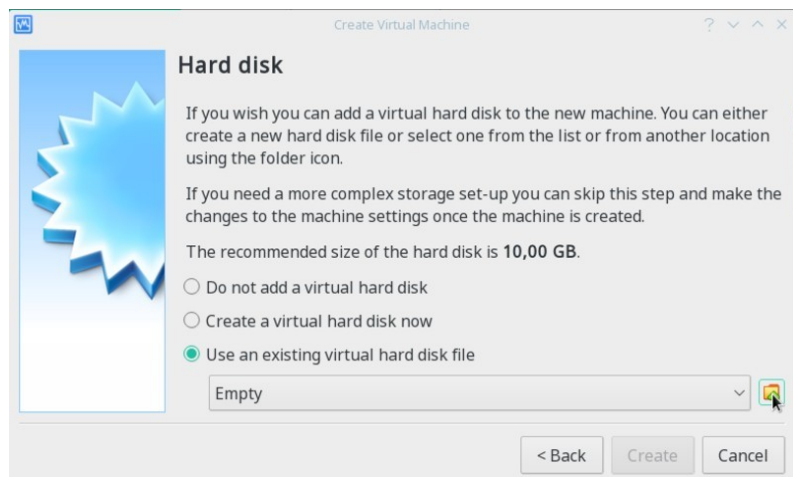 Create Virtual Machine
Hard disk
If you wish you can add a virtual hard disk to the new machine. You can either
create a new hard disk file or select one from the list or from another location
using the folder icon.
If you need a more complex storage set-up you can skip this step and make the
changes to the machine settings once the machine is created.
The recommended size of the hard disk is 10,00 GB.
Do not add a virtual hard disk
Create a virtual hard disk now
Use an existing virtual hard disk file
Empty
< Back Create Cancel